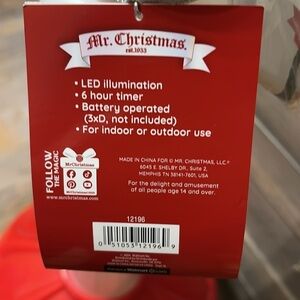 Mr. Christmas.
est.1933
• LED illumination
• 6 hour timer
• Battery operated
(3xD, not included)
• For indoor or outdoor use
FOLLOW
THE MAGIC
MrChristmas
www.mrchristmas.com
MADE IN CHINA FOR © MR. CHRISTMAS, LLC®
6045 E. SHELBY DR., Suite 2,
MEMPHIS TN 38141-7601, USA
For the delight and amusement
of all people age 14 and over.
12196
0 51053 12196 9